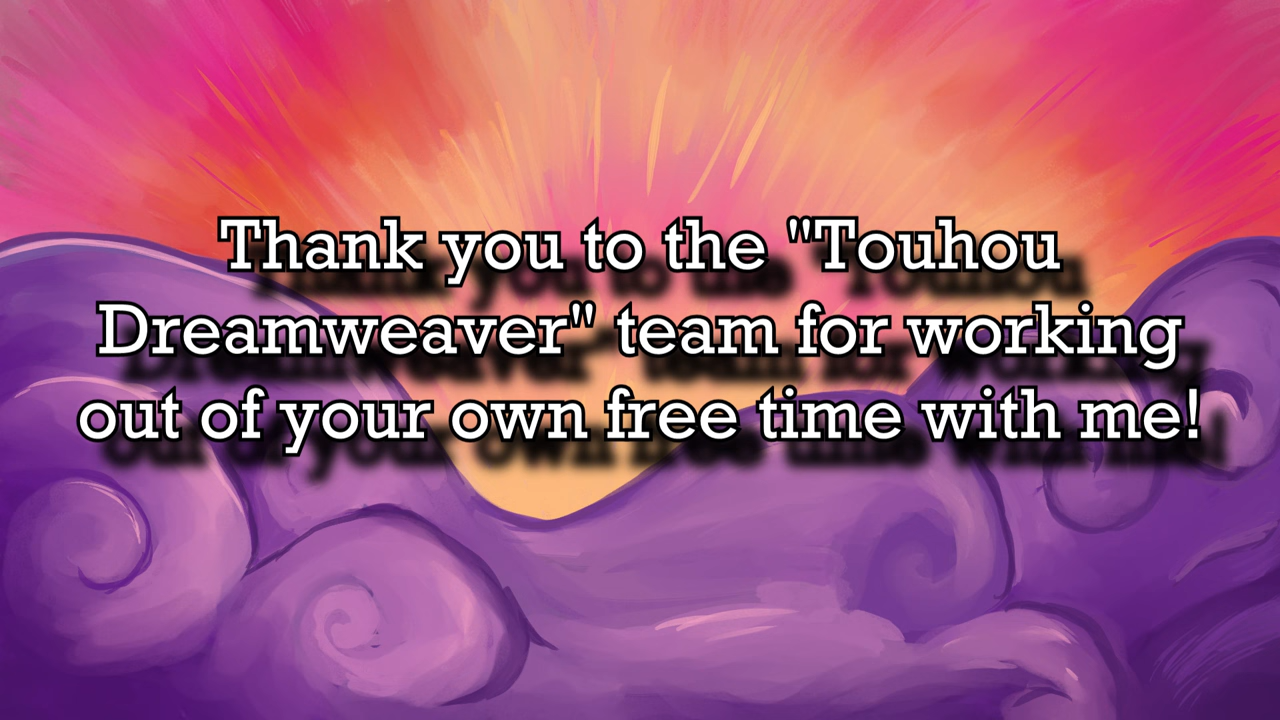 Thank you to the "Touhou
Dreamweaver" team for working
out of your own free time with me!